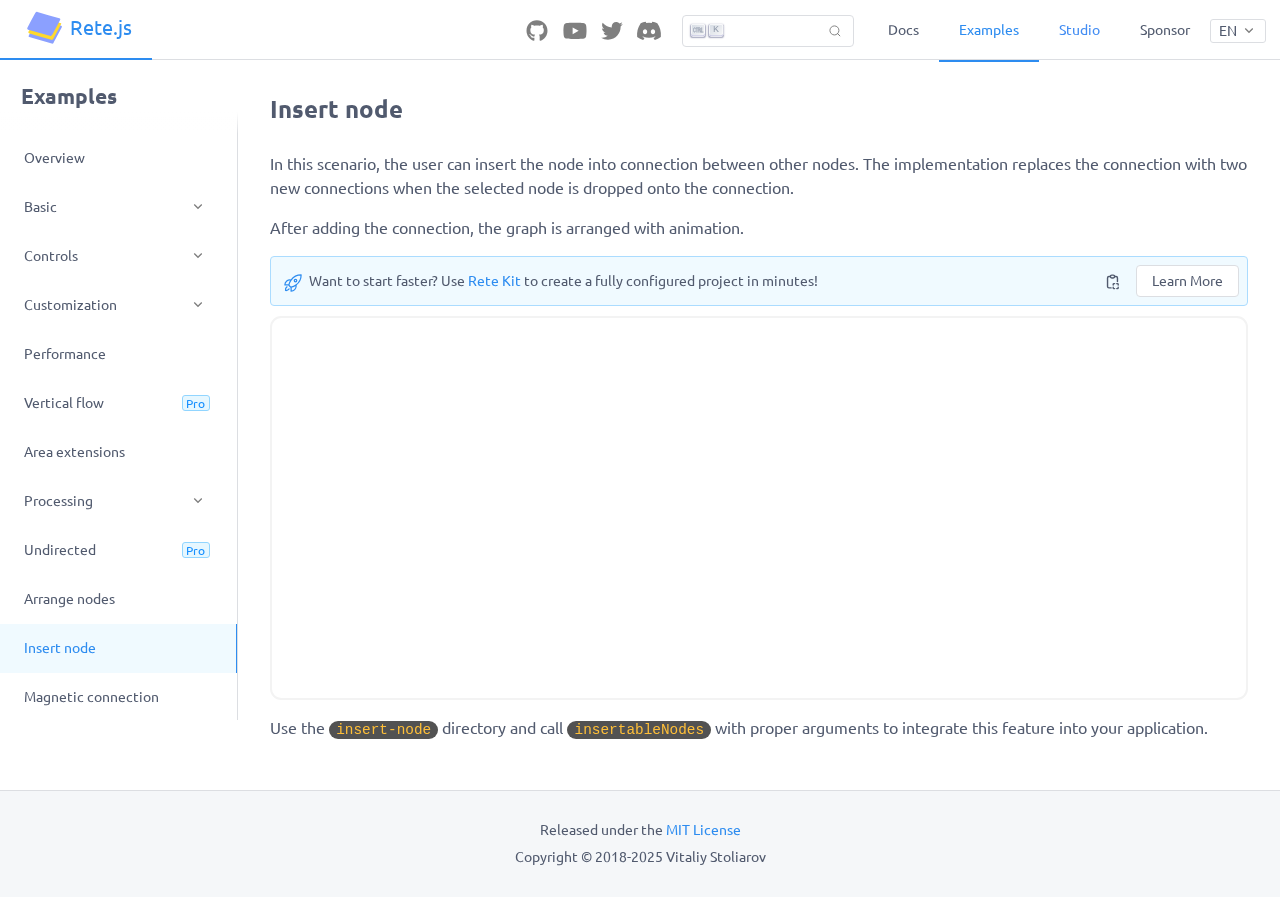 Rete.js
K
Docs
Examples
Studio
Sponsor
EN
Examples
Overview
Basic
Controls
Customization
Performance
Vertical flow
Pro
Area extensions
Processing
Undirected
Pro
Arrange nodes
Insert node
Magnetic connection
Insert node
In this scenario, the user can insert the node into connection between other nodes. The implementation replaces the connection with two
new connections when the selected node is dropped onto the connection.
After adding the connection, the graph is arranged with animation.
Want to start faster? Use Rete Kit to create a fully configured project in minutes!
Learn More
Use the insert-node directory and call insertableNodes with proper arguments to integrate this feature into your application.
Released under the MIT License
Copyright © 2018-2025 Vitaliy Stoliarov